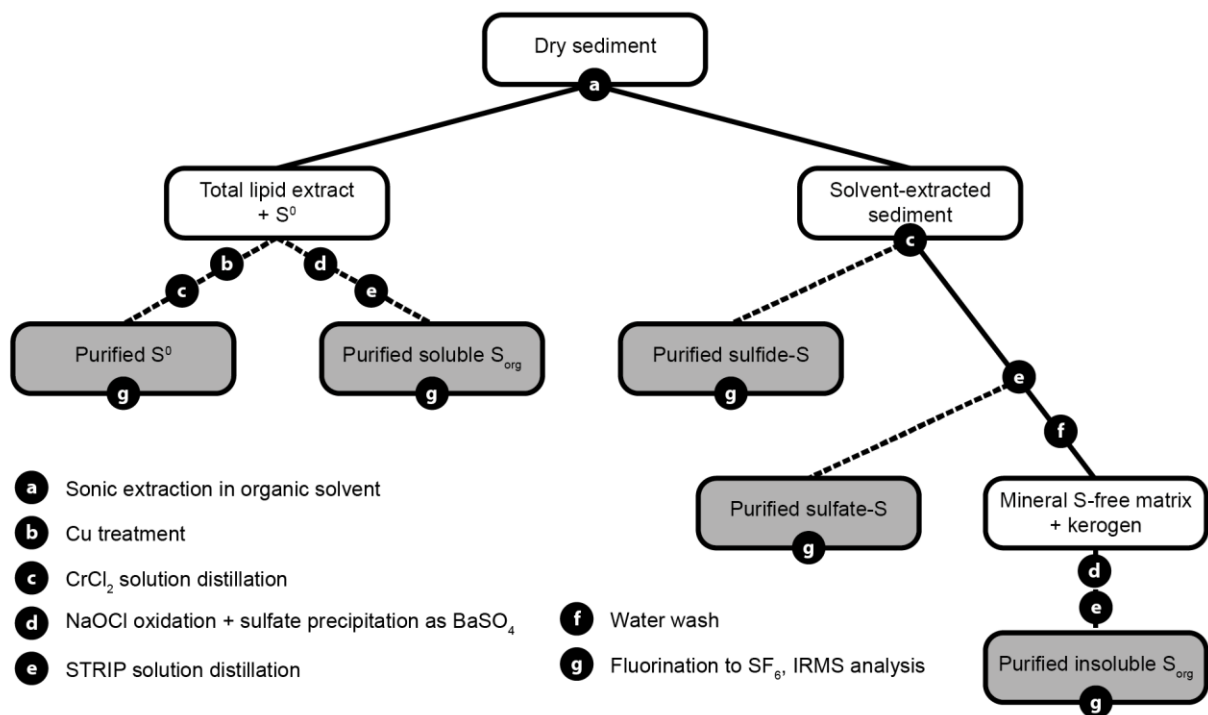 Dry sediment
a
Total lipid extract
+ S⁰
Solvent-extracted
sediment
c
b
d
c
e
Purified S⁰
g
Purified soluble Sₒᵣg
g
Purified sulfide-S
g
e
f
Purified sulfate-S
g
Mineral S-free matrix
+ kerogen
d
e
Purified insoluble Sₒᵣg
g
a Sonic extraction in organic solvent
b Cu treatment
c CrCl₂ solution distillation
d NaOCl oxidation + sulfate precipitation as BaSO₄
e STRIP solution distillation
f Water wash
g Fluorination to SF₆, IRMS analysis